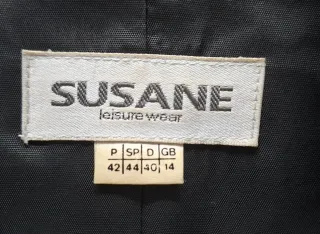 SUSANE
leisure wear
P SP D GB
42 44 40 14